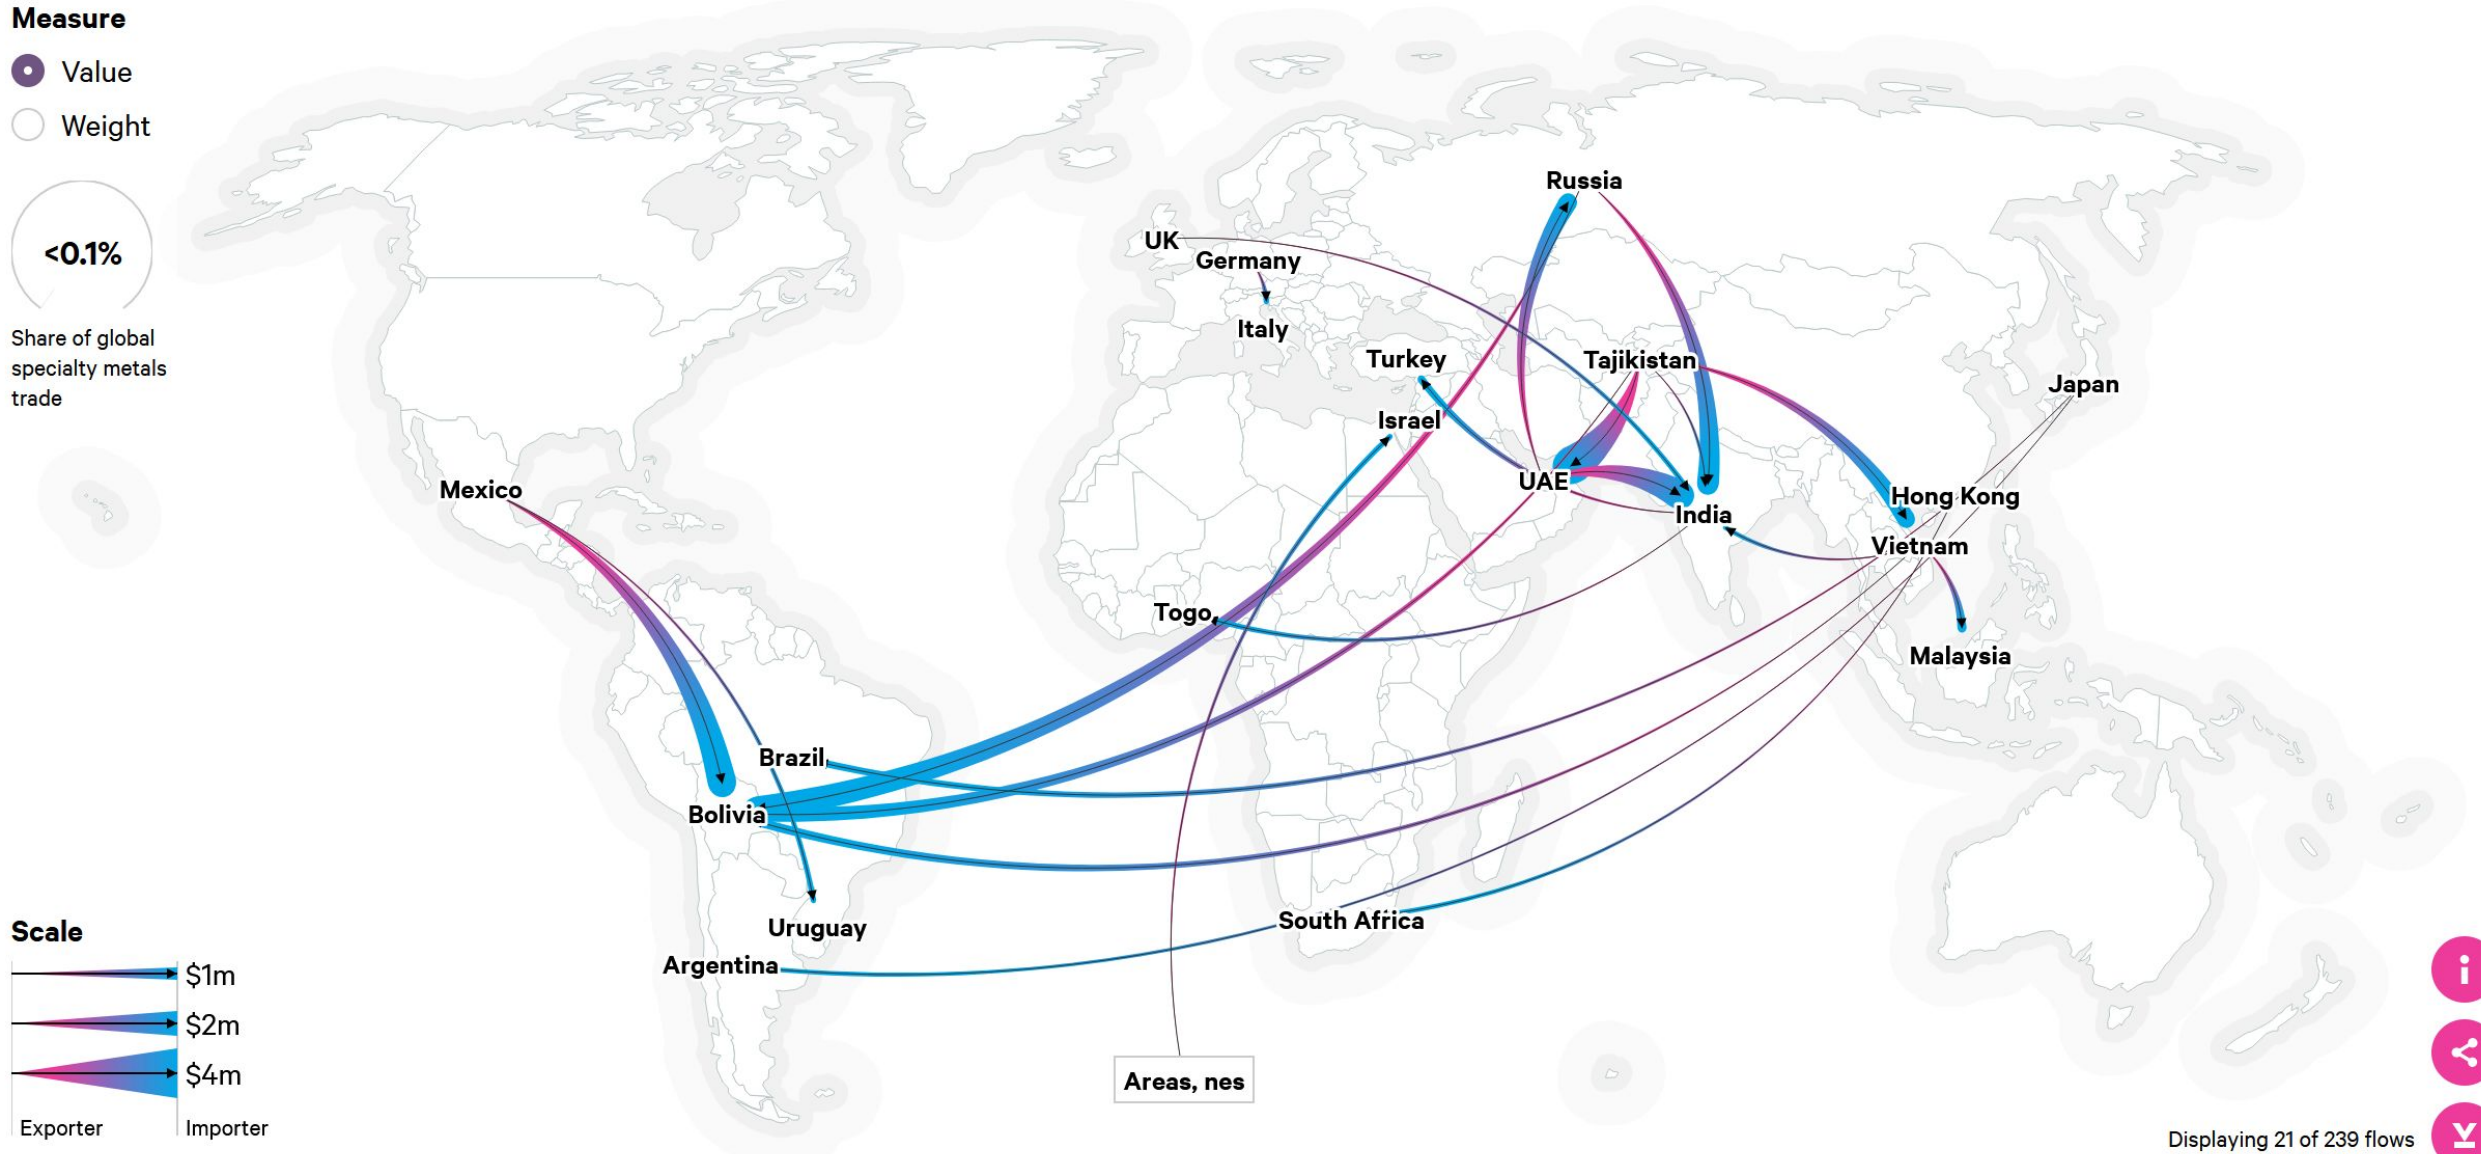 Measure
Value
Weight
<0.1%
Share of global
specialty metals
trade
Russia
UK
Germany
Italy
Turkey
Tajikistan
Japan
Israel
UAE
Mexico
Hong Kong
India
Vietnam
Togo
Malaysia
Brazil
Bolivia
Uruguay
South Africa
Argentina
Areas, nes
Scale
$1m
$2m
$4m
Exporter
Importer
Displaying 21 of 239 flows